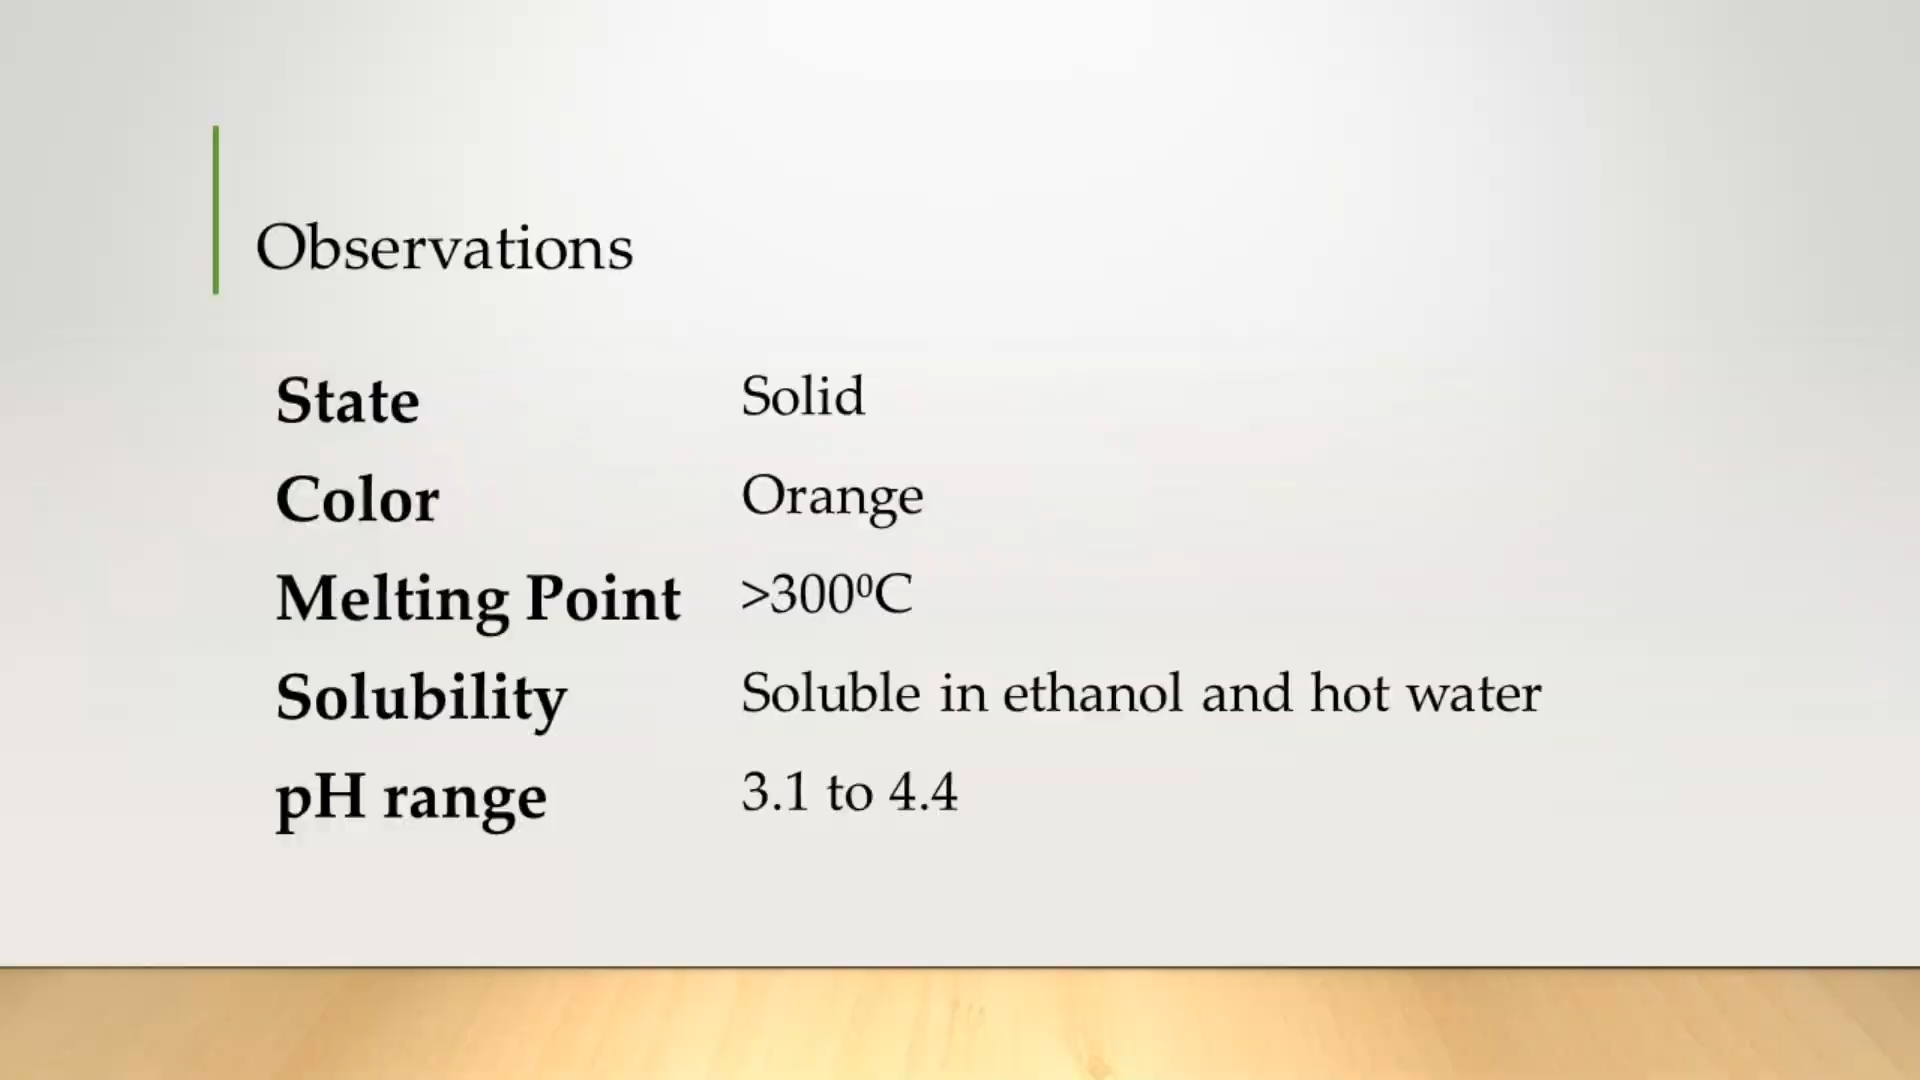 Observations
State Solid
Color Orange
Melting Point >300⁰C
Solubility Soluble in ethanol and hot water
pH range 3.1 to 4.4